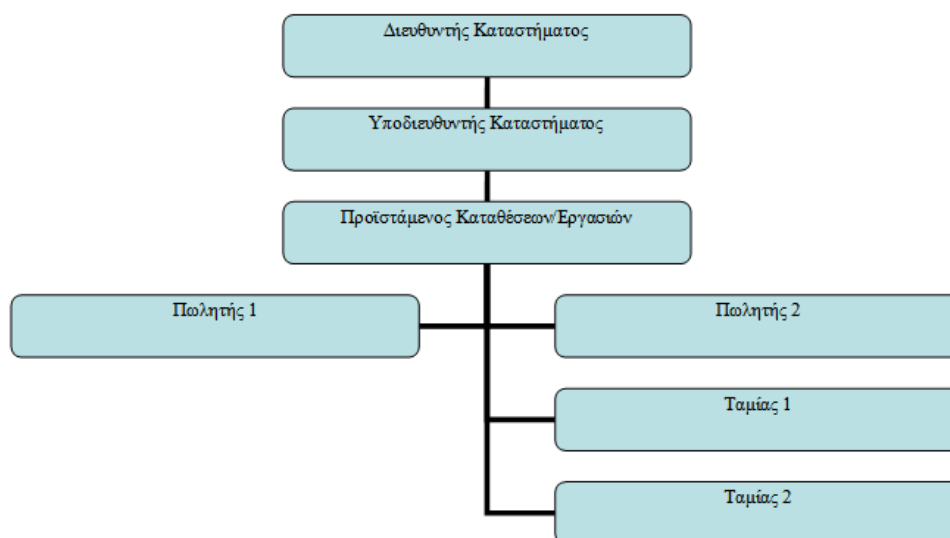 Διευθυντής Καταστήματος
Υποδιευθυντής Καταστήματος
Προϊστάμενος Καταθέσεων/Εργασιών
Πωλητής 1
Πωλητής 2
Ταμίας 1
Ταμίας 2